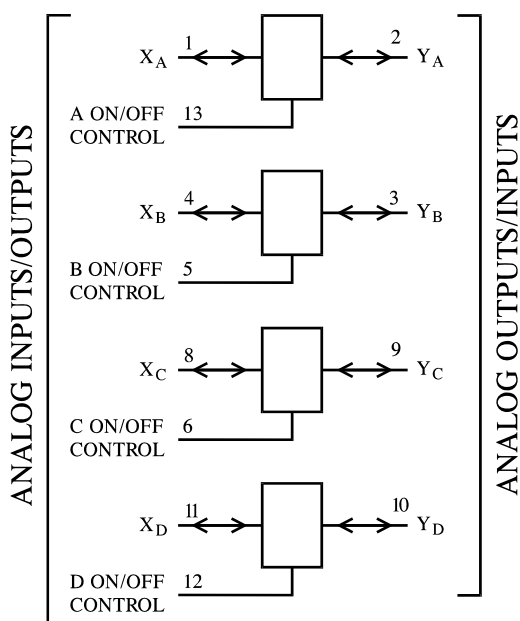 ANALOG INPUTS/OUTPUTS
X_A 1 2 Y_A
A ON/OFF 13
CONTROL
X_B 4 3 Y_B
B ON/OFF 5
CONTROL
X_C 8 9 Y_C
C ON/OFF 6
CONTROL
X_D 11 10 Y_D
D ON/OFF 12
CONTROL
ANALOG OUTPUTS/INPUTS